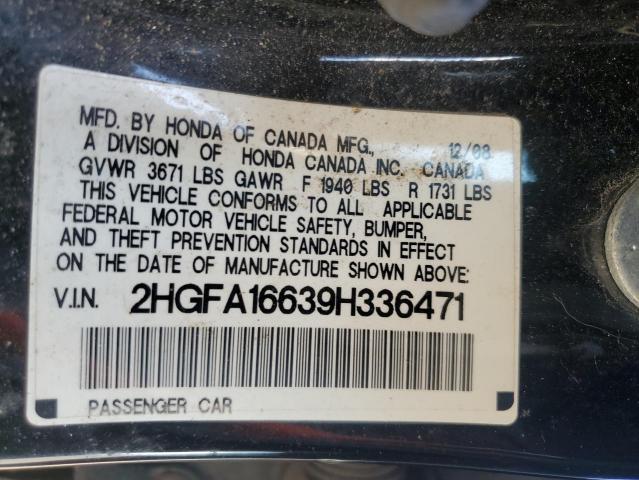 MFD. BY HONDA OF CANADA MFG., 12/08
A DIVISION OF HONDA CANADA INC. CANADA
GVWR 3671 LBS GAWR F 1940 LBS R 1731 LBS
THIS VEHICLE CONFORMS TO ALL APPLICABLE
FEDERAL MOTOR VEHICLE SAFETY, BUMPER,
AND THEFT PREVENTION STANDARDS IN EFFECT
ON THE DATE OF MANUFACTURE SHOWN ABOVE:
V.I.N. 2HGFA16639H336471
PASSENGER CAR